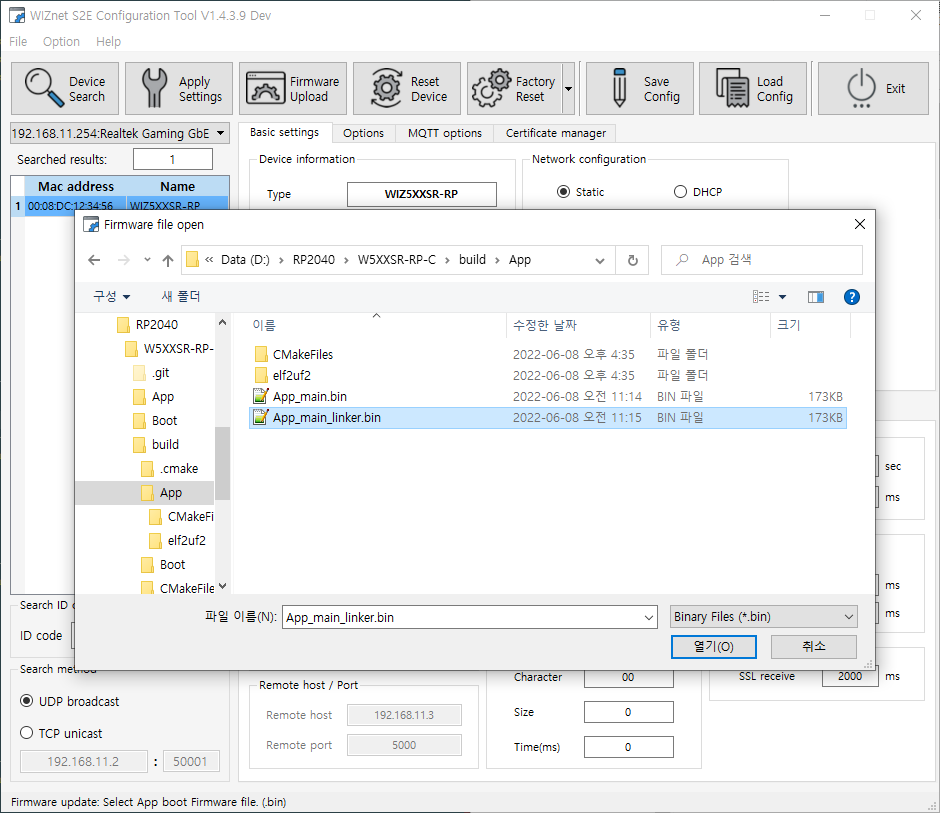 WIZnet S2E Configuration Tool V1.4.3.9 Dev
File Option Help
Device Search
Apply Settings
Firmware Upload
Reset Device
Factory Reset
Save Config
Load Config
Exit
192.168.11.254:Realtek Gaming GbE
Searched results: 1
Mac address Name
1 00:08:DC:12:34:56 WIZ5XXSR-RP
Basic settings Options MQTT options Certificate manager
Device information
Type WIZ5XXSR-RP
Network configuration
Static DHCP
Firmware file open
« Data (D:) › RP2040 › W5XXSR-RP-C › build › App
App 검색
구성 새 폴더
RP2040
W5XXSR-RP-
.git
App
Boot
build
.cmake
App
CMakeFi
elf2uf2
Boot
CMakeFile
이름 수정한 날짜 유형 크기
CMakeFiles 2022-06-08 오후 4:35 파일 폴더
elf2uf2 2022-06-08 오후 4:35 파일 폴더
App_main.bin 2022-06-08 오전 11:14 BIN 파일 173KB
App_main_linker.bin 2022-06-08 오전 11:15 BIN 파일 173KB
파일 이름(N): App_main_linker.bin
Binary Files (*.bin)
열기(O) 취소
sec
ms
ms
ms
Search ID
ID code
Search method
UDP broadcast
TCP unicast
192.168.11.2 : 50001
Remote host / Port
Remote host 192.168.11.3
Remote port 5000
Character 00
Size 0
Time(ms) 0
SSL receive 2000 ms
Firmware update: Select App boot Firmware file. (.bin)